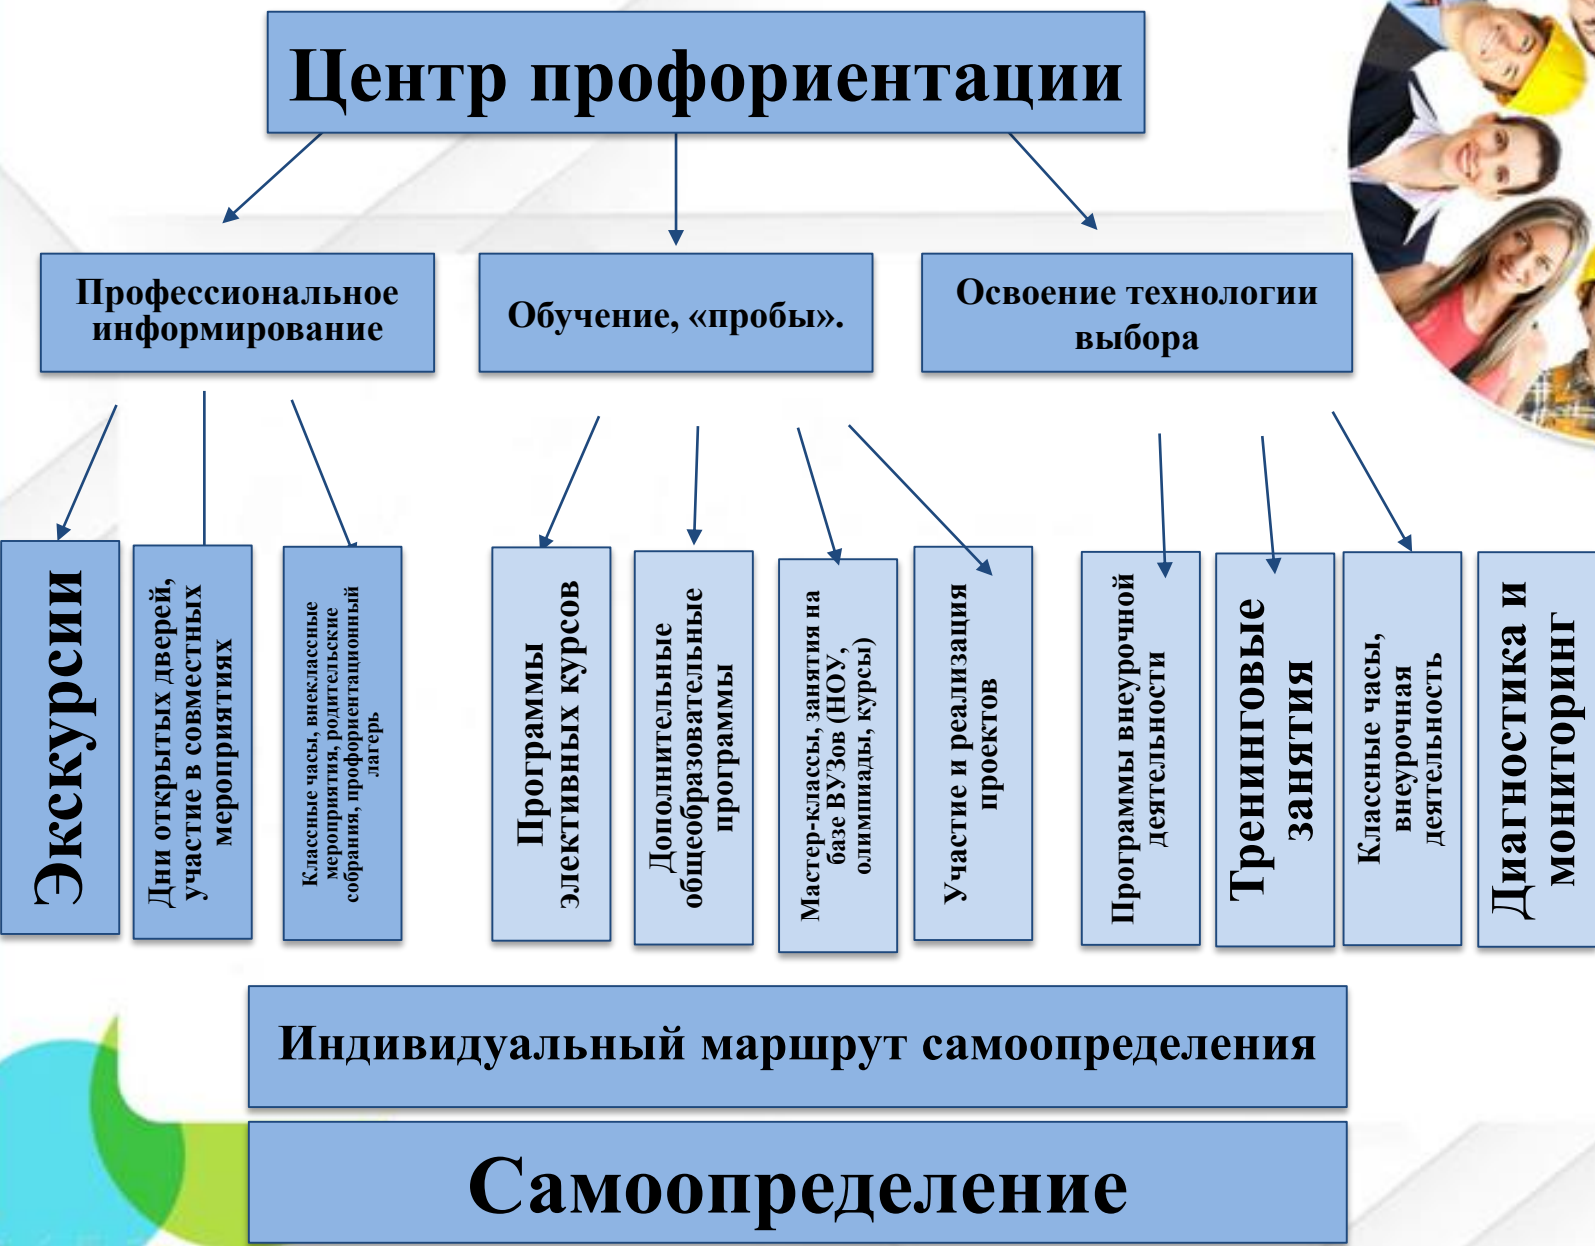 Центр профориентации
Профессиональное
информирование
Обучение, «пробы».
Освоение технологии
выбора
Экскурсии
Дни открытых дверей,
участие в совместных
мероприятиях
Классные часы, внеклассные
мероприятия, родительские
собрания, профориентационный
лагерь
Программы
элективных курсов
Дополнительные
общеобразовательные
программы
Мастер-классы, занятия на
базе ВУЗов (НОУ,
олимпиады, курсы)
Участие и реализация
проектов
Программы внеурочной
деятельности
Тренинговые
занятия
Классные часы,
внеурочная
деятельность
Диагностика и
мониторинг
Индивидуальный маршрут самоопределения
Самоопределение